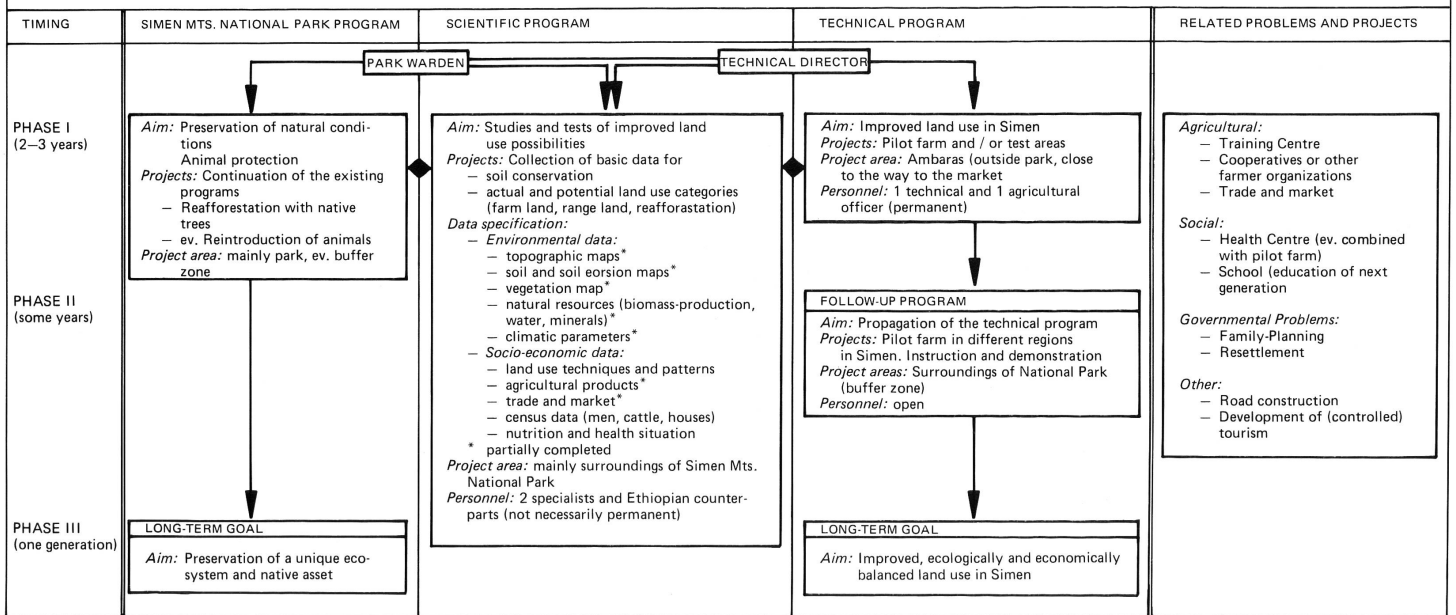 TIMING
SIMEN MTS. NATIONAL PARK PROGRAM
SCIENTIFIC PROGRAM
TECHNICAL PROGRAM
RELATED PROBLEMS AND PROJECTS
PARK WARDEN
TECHNICAL DIRECTOR
PHASE I
(2–3 years)
Aim: Preservation of natural condi-
tions
Animal protection
Projects: Continuation of the existing
programs
– Reafforestation with native
trees
– ev. Reintroduction of animals
Project area: mainly park, ev. buffer
zone
Aim: Studies and tests of improved land
use possibilities
Projects: Collection of basic data for
– soil conservation
– actual and potential land use categories
(farm land, range land, reafforastation)
Data specification:
– Environmental data:
– topographic maps*
– soil and soil eorsion maps*
– vegetation map*
– natural resources (biomass-production,
water, minerals)*
– climatic parameters*
– Socio-economic data:
– land use techniques and patterns
– agricultural products*
– trade and market*
– census data (men, cattle, houses)
– nutrition and health situation
* partially completed
Project area: mainly surroundings of Simen Mts.
National Park
Personnel: 2 specialists and Ethiopian counter-
parts (not necessarily permanent)
Aim: Improved land use in Simen
Projects: Pilot farm and / or test areas
Project area: Ambaras (outside park, close
to the way to the market
Personnel: 1 technical and 1 agricultural
officer (permanent)
Agricultural:
– Training Centre
– Cooperatives or other
farmer organizations
– Trade and market
Social:
– Health Centre (ev. combined
with pilot farm)
– School (education of next
generation
Governmental Problems:
– Family-Planning
– Resettlement
Other:
– Road construction
– Development of (controlled)
tourism
PHASE II
(some years)
FOLLOW-UP PROGRAM
Aim: Propagation of the technical program
Projects: Pilot farm in different regions
in Simen. Instruction and demonstration
Project areas: Surroundings of National Park
(buffer zone)
Personnel: open
PHASE III
(one generation)
LONG-TERM GOAL
Aim: Preservation of a unique eco-
system and native asset
LONG-TERM GOAL
Aim: Improved, ecologically and economically
balanced land use in Simen